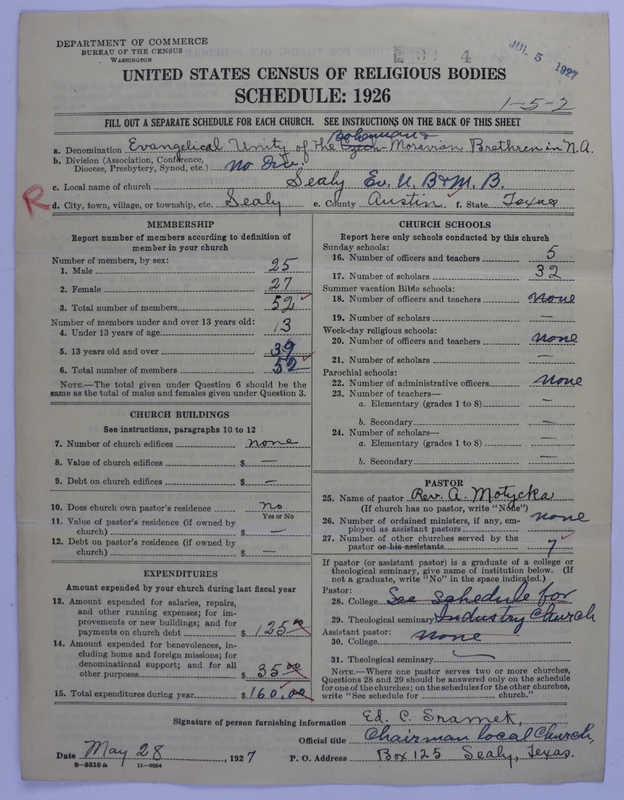 DEPARTMENT OF COMMERCE
BUREAU OF THE CENSUS
WASHINGTON
JUL 5 1927
UNITED STATES CENSUS OF RELIGIOUS BODIES
SCHEDULE: 1926
1-5-2
FILL OUT A SEPARATE SCHEDULE FOR EACH CHURCH. SEE INSTRUCTIONS ON THE BACK OF THIS SHEET
Bohemian &
a. Denomination Evangelical Unity of the Czech-Moravian Brethren in N.A.
b. Division (Association, Conference, Diocese, Presbytery, Synod, etc.) no Div.
c. Local name of church Sealy Ev. U. B & M. B.
R d. City, town, village, or township, etc. Sealy e. County Austin f. State Texas
MEMBERSHIP
Report number of members according to definition of
member in your church
Number of members, by sex:
1. Male 25
2. Female 27
3. Total number of members 52
Number of members under and over 13 years old:
4. Under 13 years of age 13
5. 13 years old and over 39
6. Total number of members 52
NOTE.—The total given under Question 6 should be the
same as the total of males and females given under Question 3.
CHURCH BUILDINGS
See instructions, paragraphs 10 to 12
7. Number of church edifices none
8. Value of church edifices $ —
9. Debt on church edifices $ —
10. Does church own pastor's residence no
Yes or No
11. Value of pastor's residence (if owned by
church) $ —
12. Debt on pastor's residence (if owned by
church) $ —
EXPENDITURES
Amount expended by your church during last fiscal year
13. Amount expended for salaries, repairs,
and other running expenses; for im-
provements or new buildings; and for
payments on church debt $ 125.00
14. Amount expended for benevolences, in-
cluding home and foreign missions; for
denominational support; and for all
other purposes $ 35.00
15. Total expenditures during year $ 160.00
CHURCH SCHOOLS
Report here only schools conducted by this church
Sunday schools:
16. Number of officers and teachers 5
17. Number of scholars 32
Summer vacation Bible schools:
18. Number of officers and teachers none
19. Number of scholars —
Week-day religious schools:
20. Number of officers and teachers none
21. Number of scholars —
Parochial schools:
22. Number of administrative officers none
23. Number of teachers—
a. Elementary (grades 1 to 8) —
b. Secondary —
24. Number of scholars—
a. Elementary (grades 1 to 8) —
b. Secondary —
PASTOR
25. Name of pastor Rev. A. Motycka
(If church has no pastor, write "None")
26. Number of ordained ministers, if any, em-
ployed as assistant pastors none
27. Number of other churches served by the
pastor or his assistants 7
If pastor (or assistant pastor) is a graduate of a college or
theological seminary, give name of institution below. (If
not a graduate, write "No" in the space indicated.)
Pastor:
28. College See schedule for
29. Theological seminary Industry Church
Assistant pastor:
30. College none
31. Theological seminary —
NOTE.—Where one pastor serves two or more churches,
Questions 28 and 29 should be answered only on the schedule
for one of the churches; on the schedules for the other churches,
write "See schedule for ........ church."
Signature of person furnishing information Ed. C. Sramek,
Official title Chairman local Church,
Date May 28, 1927 P. O. Address Box 125 Sealy, Texas.
8-5518a 11-9064